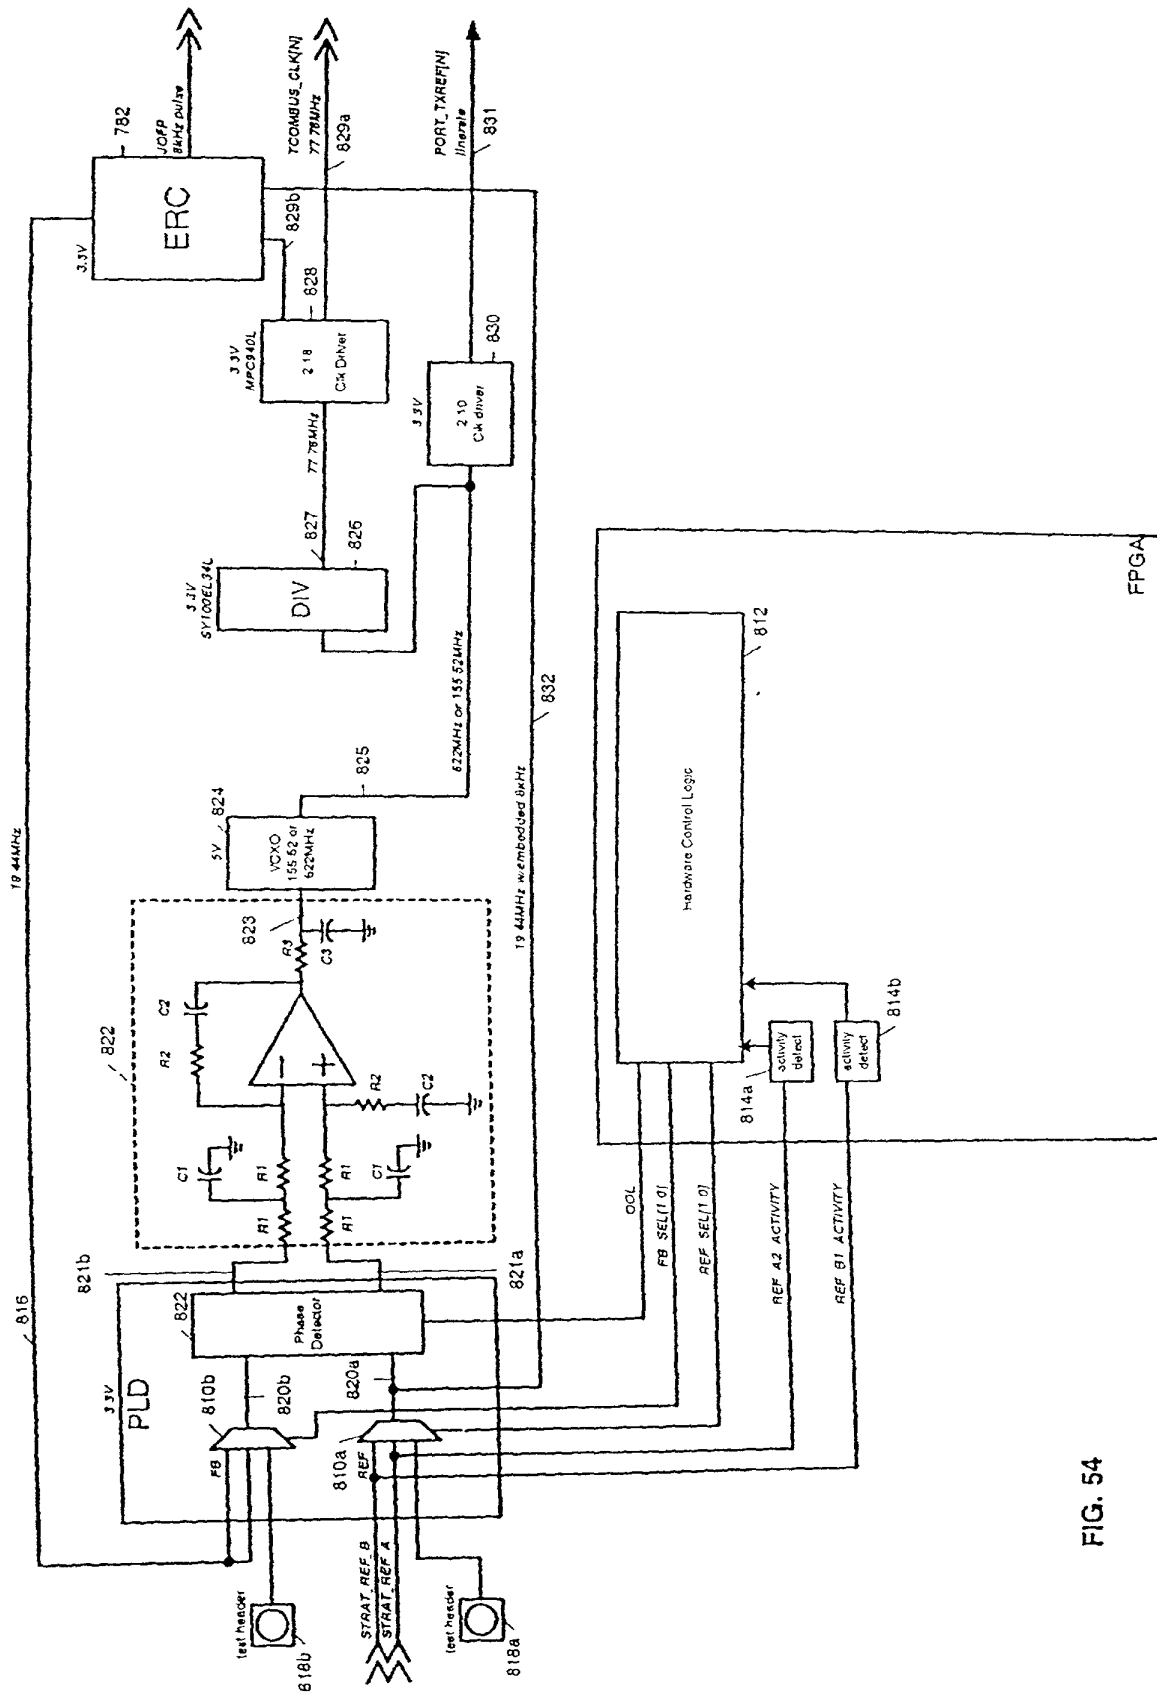 816
19 44MHz
782
3.3V
ERC
JOFP
8kHz pulse
829b
TCOMBUS_CLK[N]
77 76MHz
829a
3 3V
MPC940L
828
2 18
Clk Driver
77 76MHz
827
826
3 3V
SY100EL34L
DIV
PORT_TXREF[N]
linerate
831
830
3 3V
2 10
Clk driver
622MHz or 155 52MHz
825
824
5V
VCXO
155 52 or
622MHz
823
822
R2
C2
R3
C3
R2
C2
C1
R1
R1
R1
R1
C1
832
19 44MHz w/embedded 8kHz
821b
821a
822
Phase
Detector
3 3V
PLD
810b
820b
820a
FB
810a
REF
test header
818b
STRAT_REF_B
STRAT_REF_A
test header
818a
OOL
FB SEL[1 0]
REF SEL[1 0]
REF A2 ACTIVITY
REF B1 ACTIVITY
Hardware Control Logic
812
activity
detect
814a
activity
detect
814b
FPGA
FIG. 54